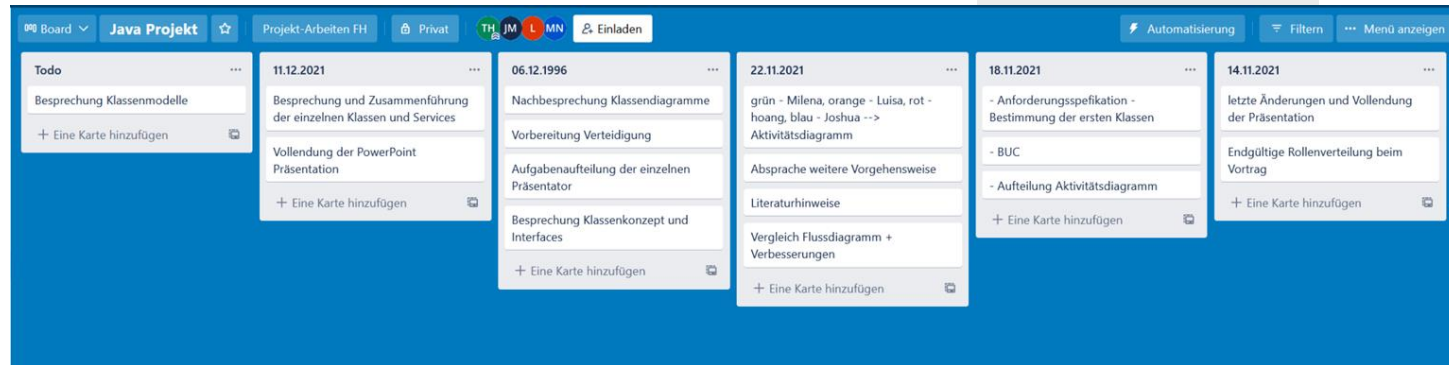 Board
Java Projekt
Projekt-Arbeiten FH
Privat
TH
JM
L
MN
Einladen
Automatisierung
Filtern
Menü anzeigen
Todo
Besprechung Klassenmodelle
+ Eine Karte hinzufügen
11.12.2021
Besprechung und Zusammenführung
der einzelnen Klassen und Services
Vollendung der PowerPoint
Präsentation
+ Eine Karte hinzufügen
06.12.1996
Nachbesprechung Klassendiagramme
Vorbereitung Verteidigung
Aufgabenaufteilung der einzelnen
Präsentator
Besprechung Klassenkonzept und
Interfaces
+ Eine Karte hinzufügen
22.11.2021
grün - Milena, orange - Luisa, rot -
hoang, blau - Joshua -->
Aktivitätsdiagramm
Absprache weitere Vorgehensweise
Literaturhinweise
Vergleich Flussdiagramm +
Verbesserungen
+ Eine Karte hinzufügen
18.11.2021
- Anforderungsspefikation -
Bestimmung der ersten Klassen
- BUC
- Aufteilung Aktivitätsdiagramm
+ Eine Karte hinzufügen
14.11.2021
letzte Änderungen und Vollendung
der Präsentation
Endgültige Rollenverteilung beim
Vortrag
+ Eine Karte hinzufügen